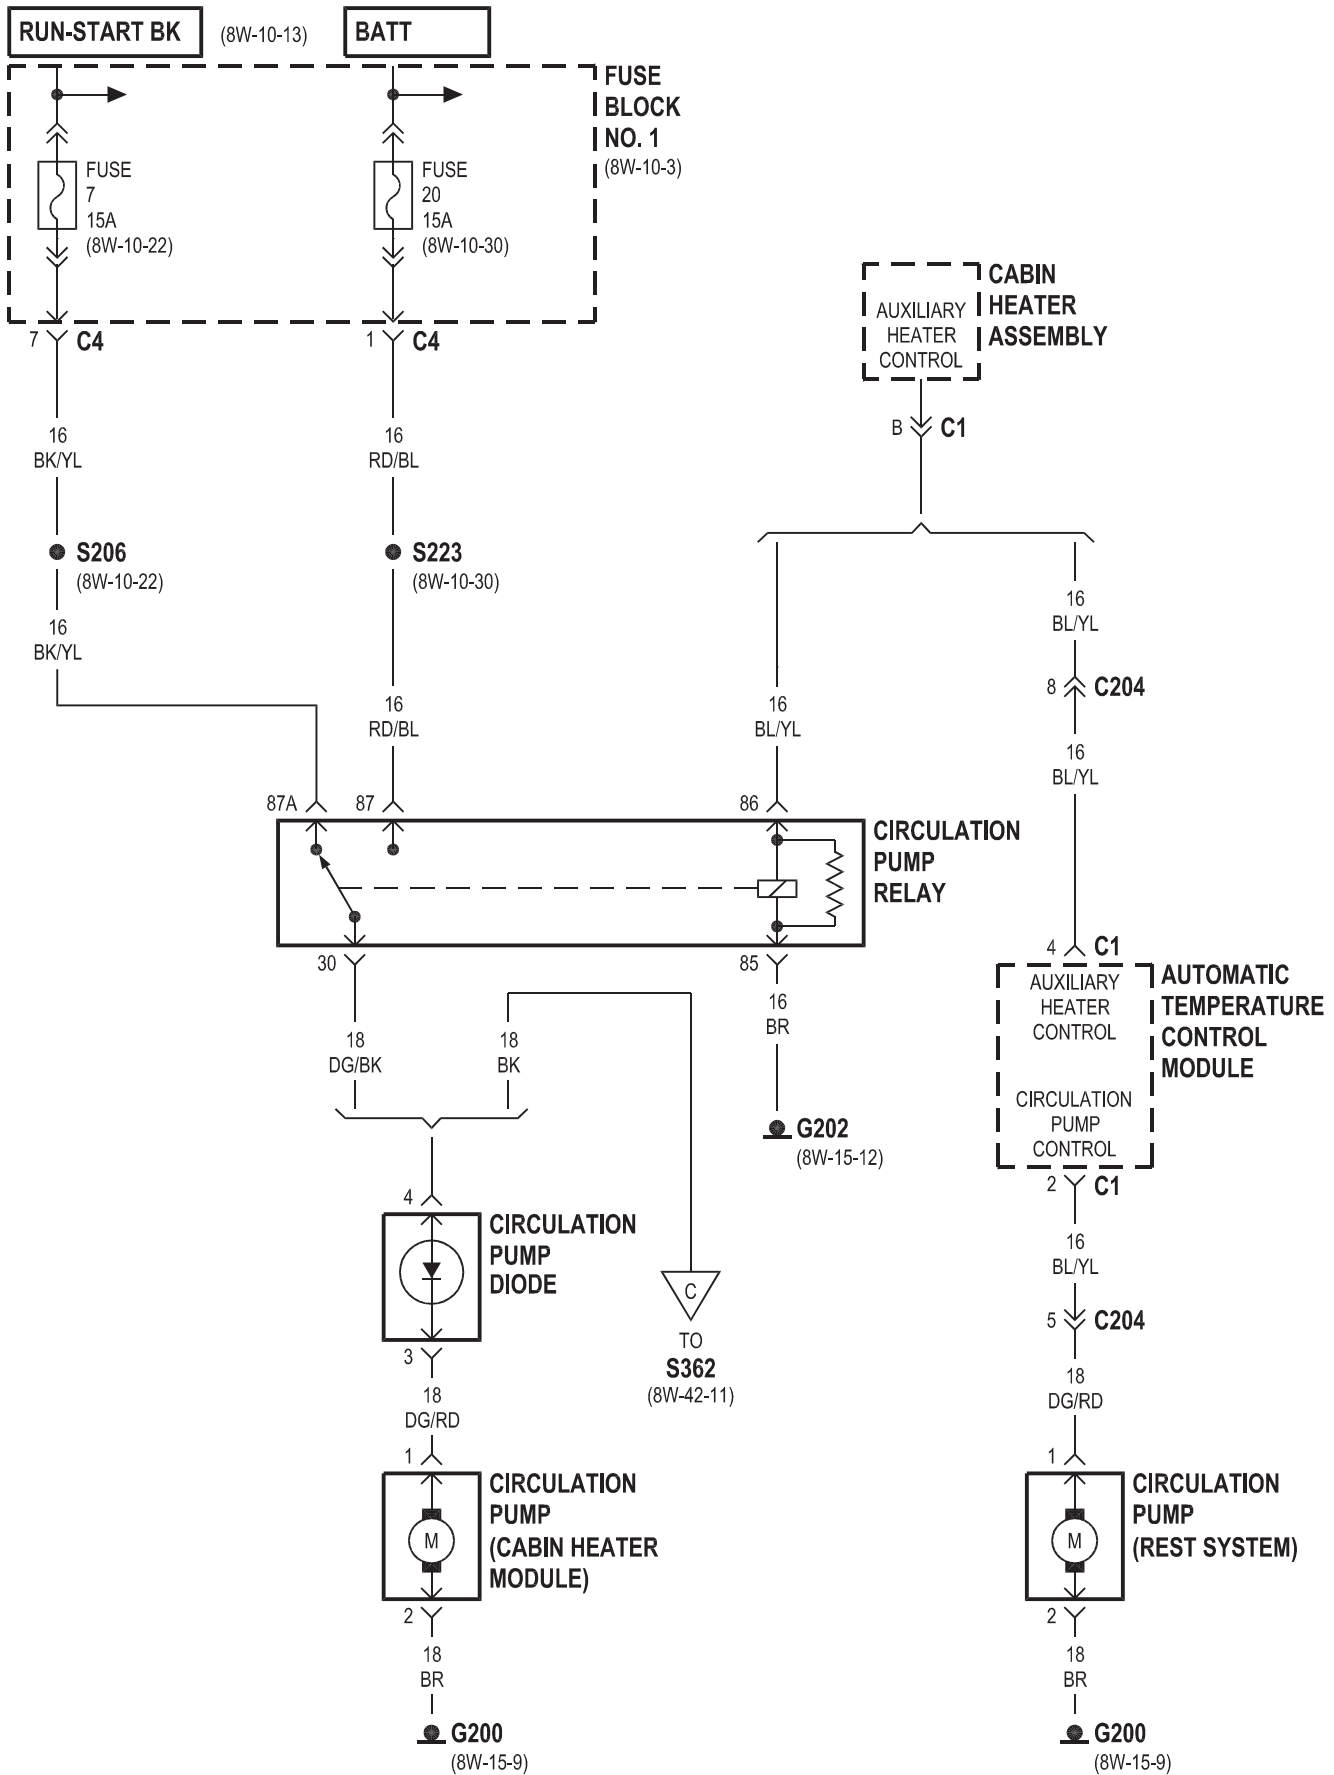 RUN-START BK
(8W-10-13)
BATT
FUSE
BLOCK
NO. 1
(8W-10-3)
FUSE
7
15A
(8W-10-22)
FUSE
20
15A
(8W-10-30)
7
C4
1
C4
CABIN
HEATER
ASSEMBLY
AUXILIARY
HEATER
CONTROL
B
C1
16
BK/YL
16
RD/BL
S206
(8W-10-22)
S223
(8W-10-30)
16
BK/YL
16
BL/YL
8
C204
16
RD/BL
16
BL/YL
16
BL/YL
87A
87
86
CIRCULATION
PUMP
RELAY
30
85
4
C1
AUXILIARY
HEATER
CONTROL
CIRCULATION
PUMP
CONTROL
AUTOMATIC
TEMPERATURE
CONTROL
MODULE
18
DG/BK
18
BK
16
BR
G202
(8W-15-12)
4
CIRCULATION
PUMP
DIODE
3
C
TO
S362
(8W-42-11)
2
C1
16
BL/YL
5
C204
18
DG/RD
18
DG/RD
1
CIRCULATION
PUMP
(CABIN HEATER
MODULE)
M
2
18
BR
G200
(8W-15-9)
1
CIRCULATION
PUMP
(REST SYSTEM)
M
2
18
BR
G200
(8W-15-9)